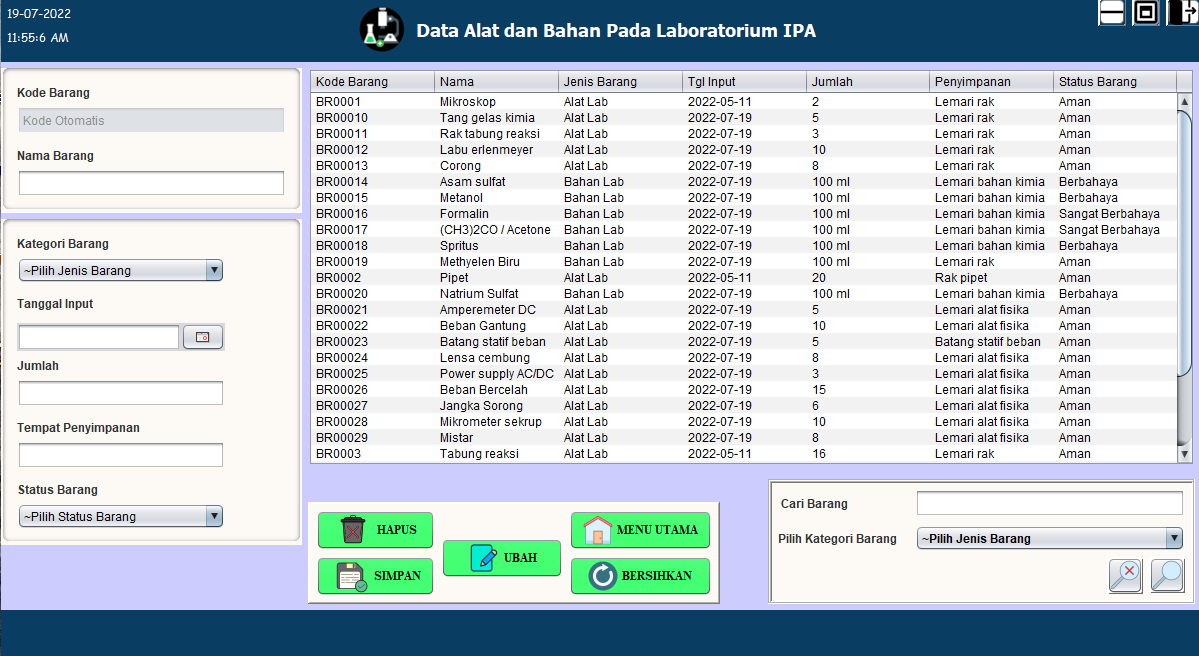 19-07-2022
11:55:6 AM
Data Alat dan Bahan Pada Laboratorium IPA
Kode Barang
Kode Otomatis
Nama Barang
Kategori Barang
~Pilih Jenis Barang
Tanggal Input
Jumlah
Tempat Penyimpanan
Status Barang
~Pilih Status Barang
Kode Barang Nama Jenis Barang Tgl Input Jumlah Penyimpanan Status Barang
BR0001 Mikroskop Alat Lab 2022-05-11 2 Lemari rak Aman
BR00010 Tang gelas kimia Alat Lab 2022-07-19 5 Lemari rak Aman
BR00011 Rak tabung reaksi Alat Lab 2022-07-19 3 Lemari rak Aman
BR00012 Labu erlenmeyer Alat Lab 2022-07-19 10 Lemari rak Aman
BR00013 Corong Alat Lab 2022-07-19 8 Lemari rak Aman
BR00014 Asam sulfat Bahan Lab 2022-07-19 100 ml Lemari bahan kimia Berbahaya
BR00015 Metanol Bahan Lab 2022-07-19 100 ml Lemari bahan kimia Berbahaya
BR00016 Formalin Bahan Lab 2022-07-19 100 ml Lemari bahan kimia Sangat Berbahaya
BR00017 (CH3)2CO / Acetone Bahan Lab 2022-07-19 100 ml Lemari bahan kimia Sangat Berbahaya
BR00018 Spritus Bahan Lab 2022-07-19 100 ml Lemari bahan kimia Berbahaya
BR00019 Methyelen Biru Bahan Lab 2022-07-19 100 ml Lemari rak Aman
BR0002 Pipet Alat Lab 2022-05-11 20 Rak pipet Aman
BR00020 Natrium Sulfat Bahan Lab 2022-07-19 100 ml Lemari bahan kimia Berbahaya
BR00021 Amperemeter DC Alat Lab 2022-07-19 5 Lemari alat fisika Aman
BR00022 Beban Gantung Alat Lab 2022-07-19 10 Lemari alat fisika Aman
BR00023 Batang statif beban Alat Lab 2022-07-19 5 Batang statif beban Aman
BR00024 Lensa cembung Alat Lab 2022-07-19 8 Lemari alat fisika Aman
BR00025 Power supply AC/DC Alat Lab 2022-07-19 3 Lemari alat fisika Aman
BR00026 Beban Bercelah Alat Lab 2022-07-19 15 Lemari alat fisika Aman
BR00027 Jangka Sorong Alat Lab 2022-07-19 6 Lemari alat fisika Aman
BR00028 Mikrometer sekrup Alat Lab 2022-07-19 10 Lemari alat fisika Aman
BR00029 Mistar Alat Lab 2022-07-19 8 Lemari alat fisika Aman
BR0003 Tabung reaksi Alat Lab 2022-05-11 16 Lemari rak Aman
HAPUS
SIMPAN
UBAH
MENU UTAMA
BERSIHKAN
Cari Barang
Pilih Kategori Barang
~Pilih Jenis Barang